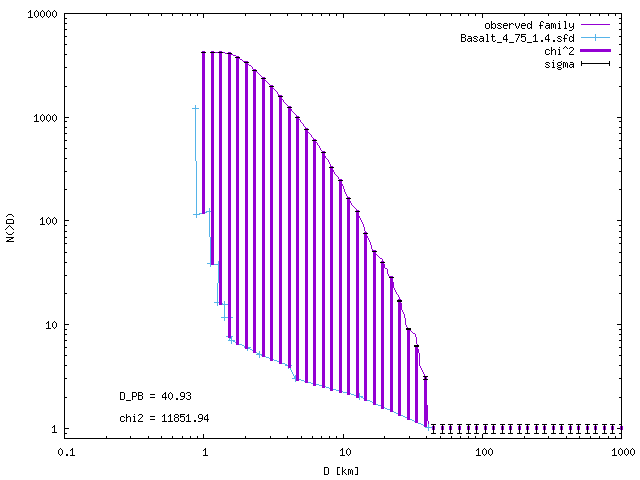 10000
observed family
Basalt_4_75_1.4.sfd
chi^2
sigma
1000
100
N(>D)
10
D_PB = 40.93
chi2 = 11851.94
1
0.1 1 10 100 1000
D [km]